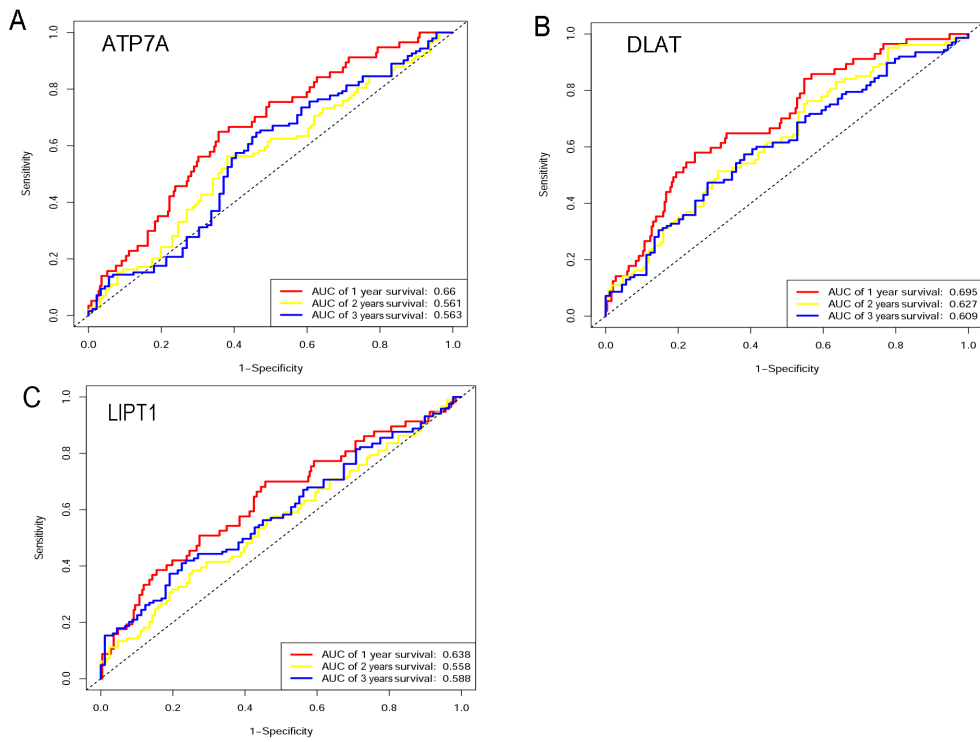 A
ATP7A
1.0
0.8
0.6
0.4
0.2
0.0
Sensitivity
AUC of 1 year survival: 0.66
AUC of 2 years survival: 0.561
AUC of 3 years survival: 0.563
0.0 0.2 0.4 0.6 0.8 1.0
1-Specificity
B
DLAT
1.0
0.8
0.6
0.4
0.2
0.0
Sensitivity
AUC of 1 year survival: 0.695
AUC of 2 years survival: 0.627
AUC of 3 years survival: 0.609
0.0 0.2 0.4 0.6 0.8 1.0
1-Specificity
C
LIPT1
1.0
0.8
0.6
0.4
0.2
0.0
Sensitivity
AUC of 1 year survival: 0.638
AUC of 2 years survival: 0.558
AUC of 3 years survival: 0.588
0.0 0.2 0.4 0.6 0.8 1.0
1-Specificity